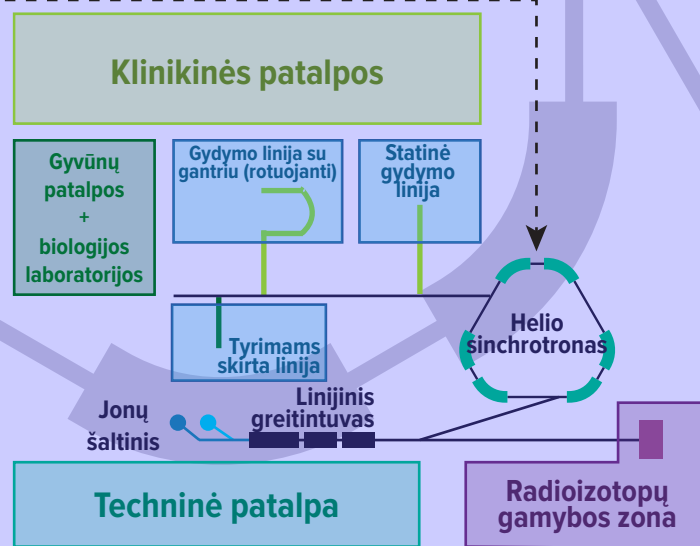 Klinikinės patalpos
Gyvūnų
patalpos
+
biologijos
laboratorijos
Gydymo linija su
gantriu (rotuojanti)
Statinė
gydymo
linija
Tyrimams
skirta linija
Helio
sinchrotronas
Jonų
šaltinis
Linijinis
greitintuvas
Techninė patalpa
Radioizotopų
gamybos zona